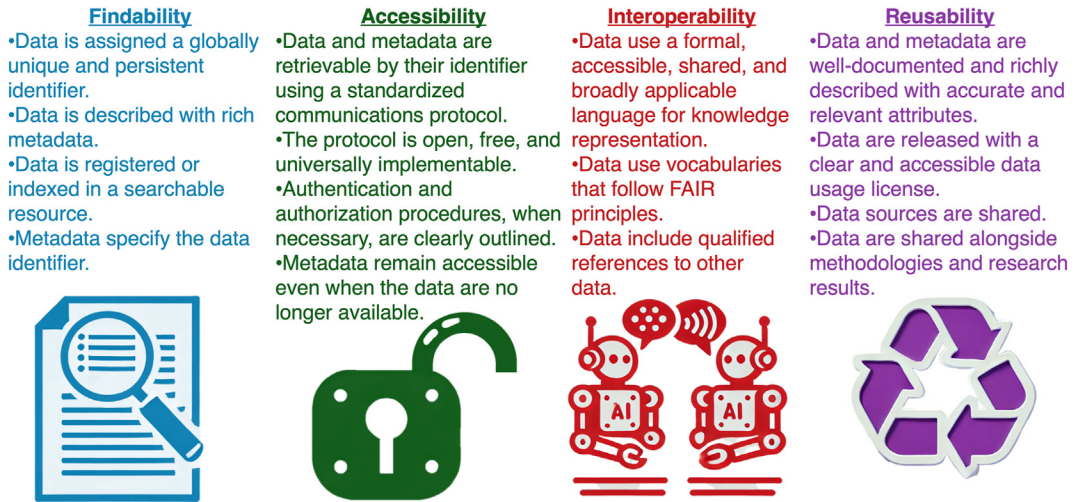 Findability
•Data is assigned a globally
unique and persistent
identifier.
•Data is described with rich
metadata.
•Data is registered or
indexed in a searchable
resource.
•Metadata specify the data
identifier.
Accessibility
•Data and metadata are
retrievable by their identifier
using a standardized
communications protocol.
•The protocol is open, free, and
universally implementable.
•Authentication and
authorization procedures, when
necessary, are clearly outlined.
•Metadata remain accessible
even when the data are no
longer available.
Interoperability
•Data use a formal,
accessible, shared, and
broadly applicable
language for knowledge
representation.
•Data use vocabularies
that follow FAIR
principles.
•Data include qualified
references to other
data.
AI
AI
Reusability
•Data and metadata are
well-documented and richly
described with accurate and
relevant attributes.
•Data are released with a
clear and accessible data
usage license.
•Data sources are shared.
•Data are shared alongside
methodologies and research
results.